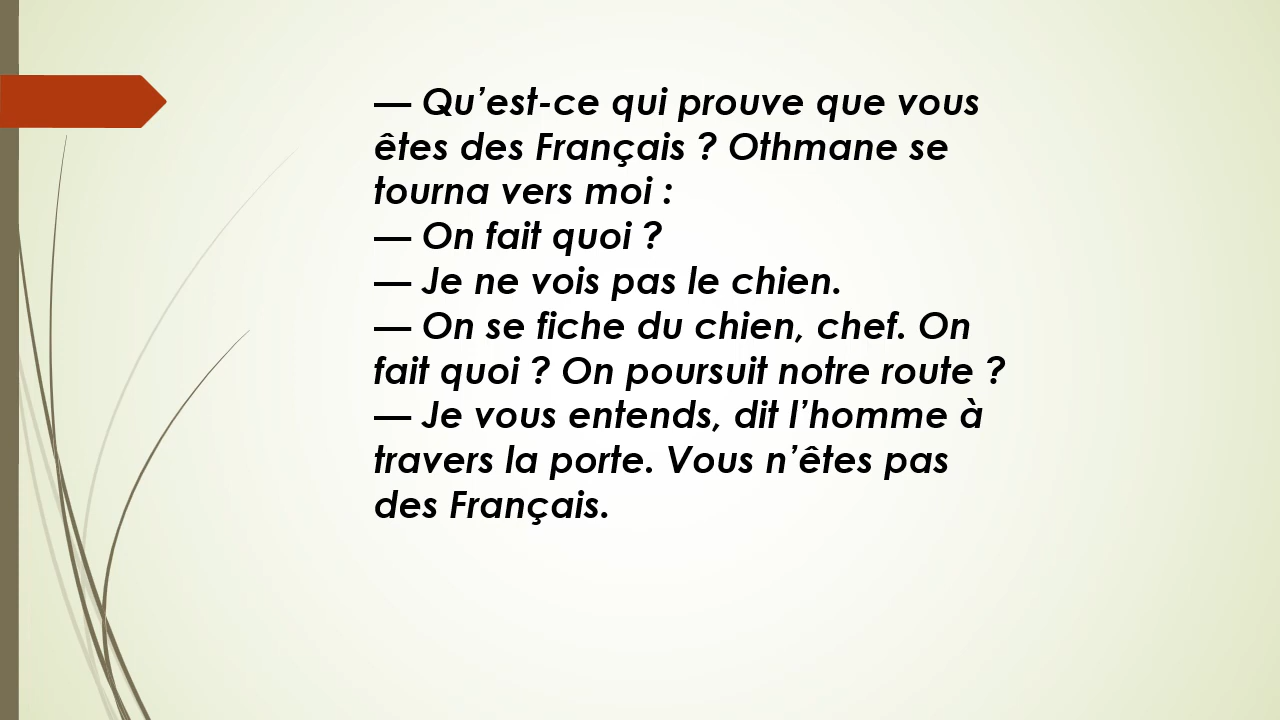 — Qu’est-ce qui prouve que vous
êtes des Français ? Othmane se
tourna vers moi :
— On fait quoi ?
— Je ne vois pas le chien.
— On se fiche du chien, chef. On
fait quoi ? On poursuit notre route ?
— Je vous entends, dit l’homme à
travers la porte. Vous n’êtes pas
des Français.